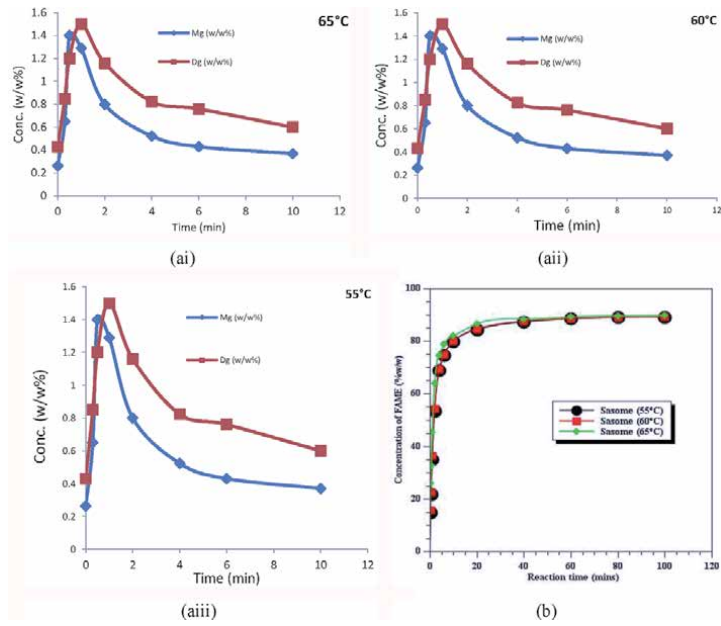 65°C
1.6
1.4
1.2
1
0.8
0.6
0.4
0.2
0
Conc. (w/w%)
Mg (w/w%)
Dg (w/w%)
0 2 4 6 8 10 12
Time (min)
(ai)
60°C
1.6
1.4
1.2
1
0.8
0.6
0.4
0.2
0
Conc. (w/w%)
Mg (w/w%)
Dg (w/w%)
0 2 4 6 8 10 12
Time (min)
(aii)
55°C
1.6
1.4
1.2
1
0.8
0.6
0.4
0.2
0
Conc. (w/w%)
Mg (w/w%)
Dg (w/w%)
0 2 4 6 8 10 12
Time (min)
(aiii)
100
80
60
40
20
0
Concentration of FAME (%w/w)
Sasome (55°C)
Sasome (60°C)
Sasome (65°C)
0 20 40 60 80 100 120
Reaction time (mins)
(b)